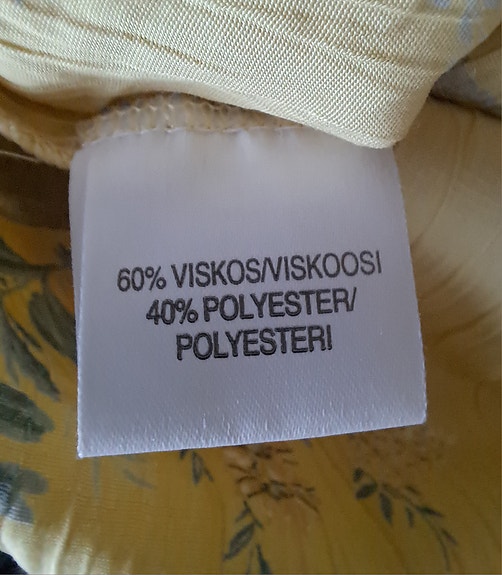 60% VISKOS/VISKOOSI
40% POLYESTER/
POLYESTERI